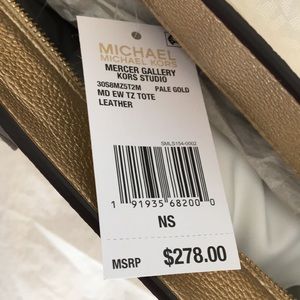 MICHAEL
MICHAEL KORS
MERCER GALLERY
KORS STUDIO
30S8MZ5T2M PALE GOLD
MD EW TZ TOTE
LEATHER
SMLS154-0002
1 91935 68200 0
NS
MSRP $278.00